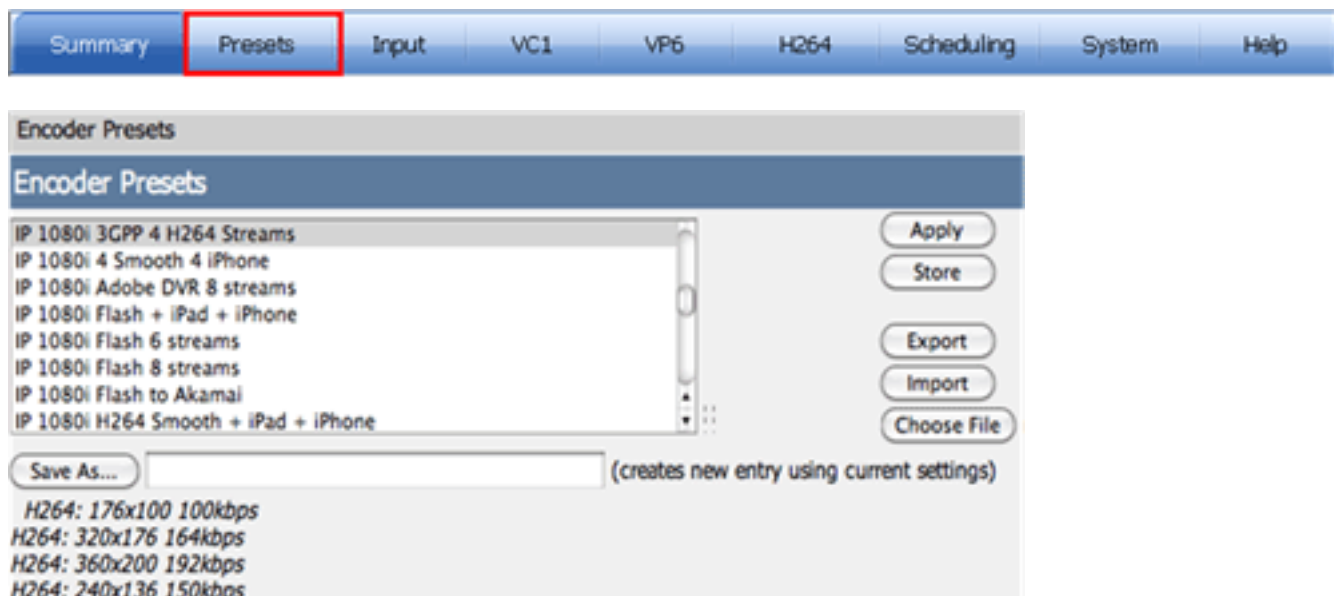 Summary Presets Input VC1 VP6 H264 Scheduling System Help
Encoder Presets
Encoder Presets
IP 1080i 3GPP 4 H264 Streams
IP 1080i 4 Smooth 4 iPhone
IP 1080i Adobe DVR 8 streams
IP 1080i Flash + iPad + iPhone
IP 1080i Flash 6 streams
IP 1080i Flash 8 streams
IP 1080i Flash to Akamai
IP 1080i H264 Smooth + iPad + iPhone
Apply
Store
Export
Import
Choose File
Save As... (creates new entry using current settings)
H264: 176x100 100kbps
H264: 320x176 164kbps
H264: 360x200 192kbps
H264: 240x136 150kbps